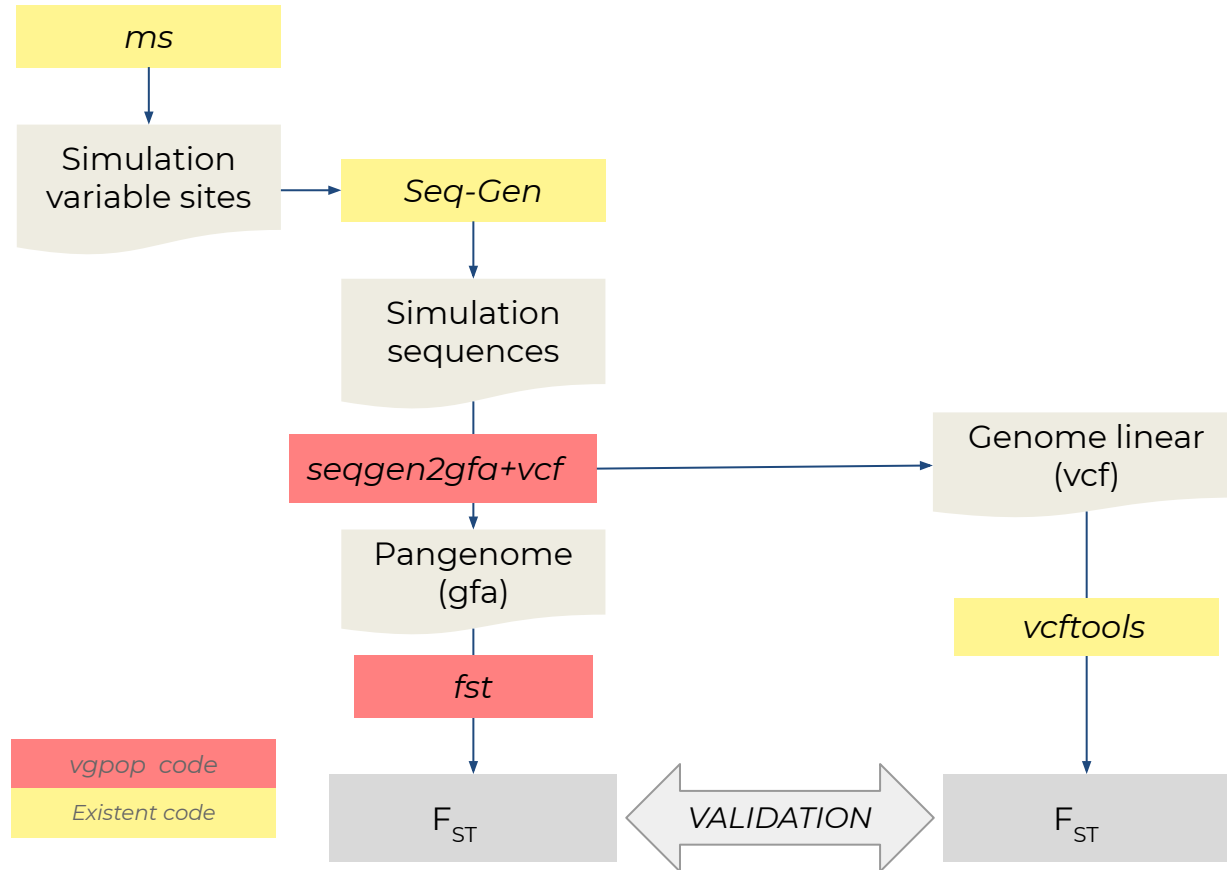 ms
Simulation
variable sites
Seq-Gen
Simulation
sequences
seqgen2gfa+vcf
Genome linear
(vcf)
Pangenome
(gfa)
vcftools
fst
vgpop code
Existent code
FST
VALIDATION
FST